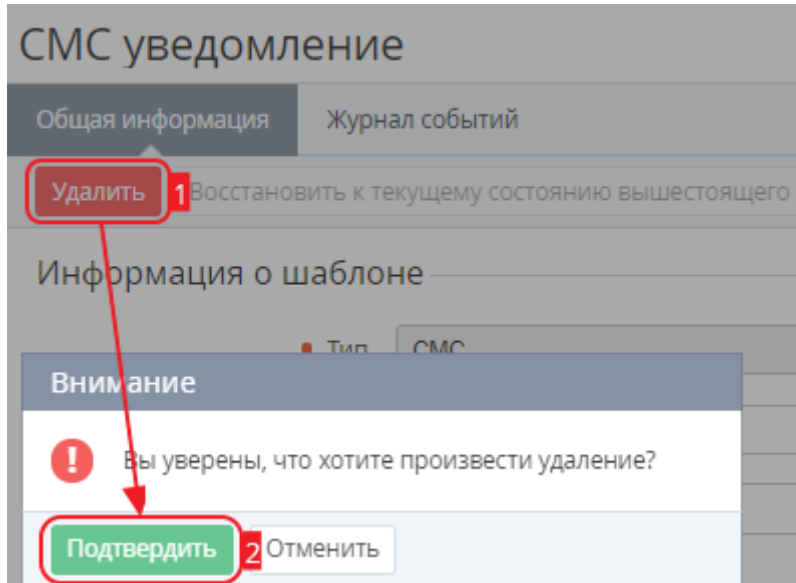 СМС уведомление
Общая информация Журнал событий
Удалить 1 Восстановить к текущему состоянию вышестоящего
Информация о шаблоне
Тип СМС
Внимание
Вы уверены, что хотите произвести удаление?
Подтвердить 2 Отменить